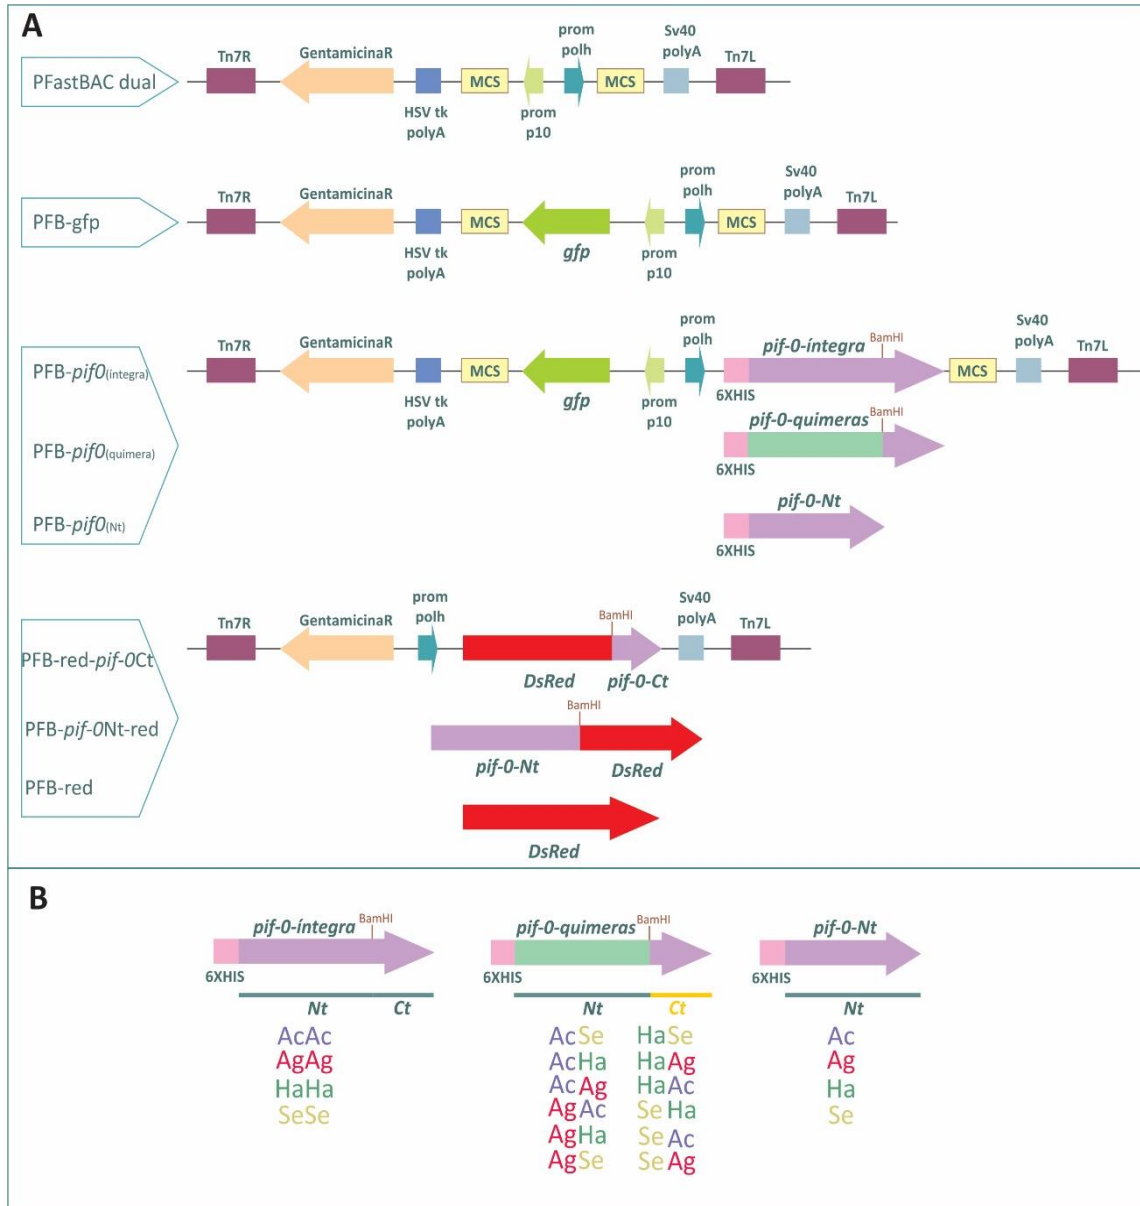 A
PFastBAC dual
Tn7R
GentamicinaR
HSV tk
polyA
MCS
prom
p10
prom
polh
MCS
Sv40
polyA
Tn7L
PFB-gfp
Tn7R
GentamicinaR
HSV tk
polyA
MCS
gfp
prom
p10
prom
polh
MCS
Sv40
polyA
Tn7L
PFB-pif0(íntegra)
PFB-pif0(quimera)
PFB-pif0(Nt)
Tn7R
GentamicinaR
HSV tk
polyA
MCS
gfp
prom
p10
prom
polh
pif-0-íntegra
BamHI
6XHIS
MCS
Sv40
polyA
Tn7L
pif-0-quimeras
BamHI
6XHIS
pif-0-Nt
6XHIS
PFB-red-pif-0Ct
PFB-pif-0Nt-red
PFB-red
Tn7R
GentamicinaR
prom
polh
BamHI
DsRed
pif-0-Ct
Sv40
polyA
Tn7L
BamHI
pif-0-Nt
DsRed
DsRed
B
pif-0-íntegra
BamHI
6XHIS
Nt
Ct
AcAc
AgAg
HaHa
SeSe
pif-0-quimeras
BamHI
6XHIS
Nt
Ct
AcSe HaSe
AcHa HaAg
AcAg HaAc
AgAc SeHa
AgHa SeAc
AgSe SeAg
pif-0-Nt
6XHIS
Nt
Ac
Ag
Ha
Se